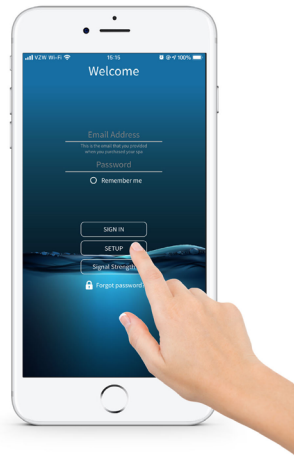 VZW Wi-Fi 15:15 100%
Welcome
Email Address
This is the email that you provided
when you purchased your spa
Password
Remember me
SIGN IN
SETUP
Signal Strength
Forgot password?